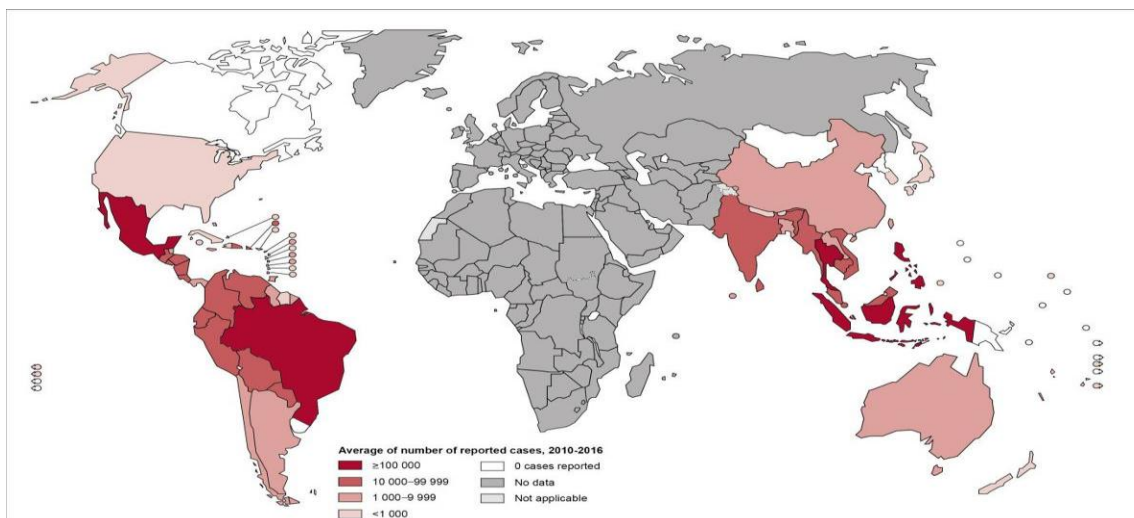 Average of number of reported cases, 2010-2016
≥100 000
10 000–99 999
1 000–9 999
<1 000
0 cases reported
No data
Not applicable